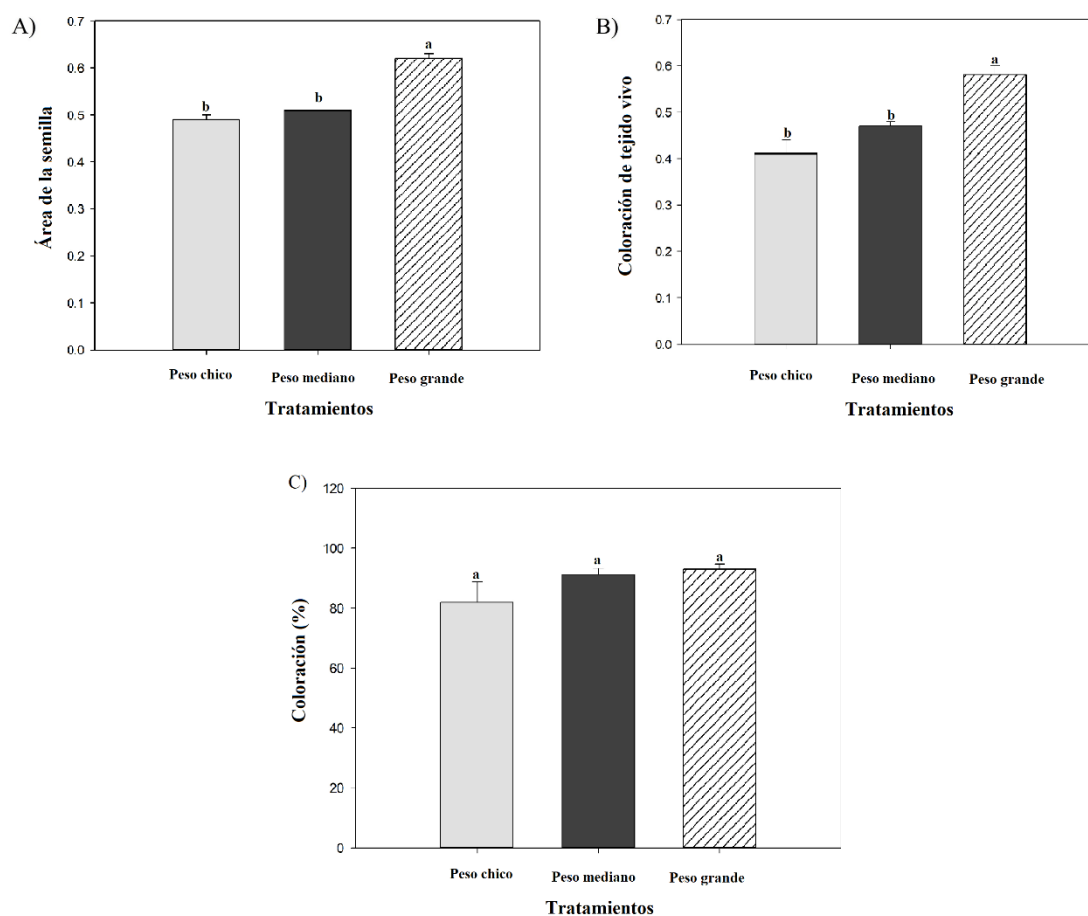 A)
Área de la semilla
0.7
0.6
0.5
0.4
0.3
0.2
0.1
0.0
b
b
a
Peso chico
Peso mediano
Peso grande
Tratamientos
B)
Coloración de tejido vivo
0.7
0.6
0.5
0.4
0.3
0.2
0.1
0.0
b
b
a
Peso chico
Peso mediano
Peso grande
Tratamientos
C)
Coloración (%)
120
100
80
60
40
20
0
a
a
a
Peso chico
Peso mediano
Peso grande
Tratamientos